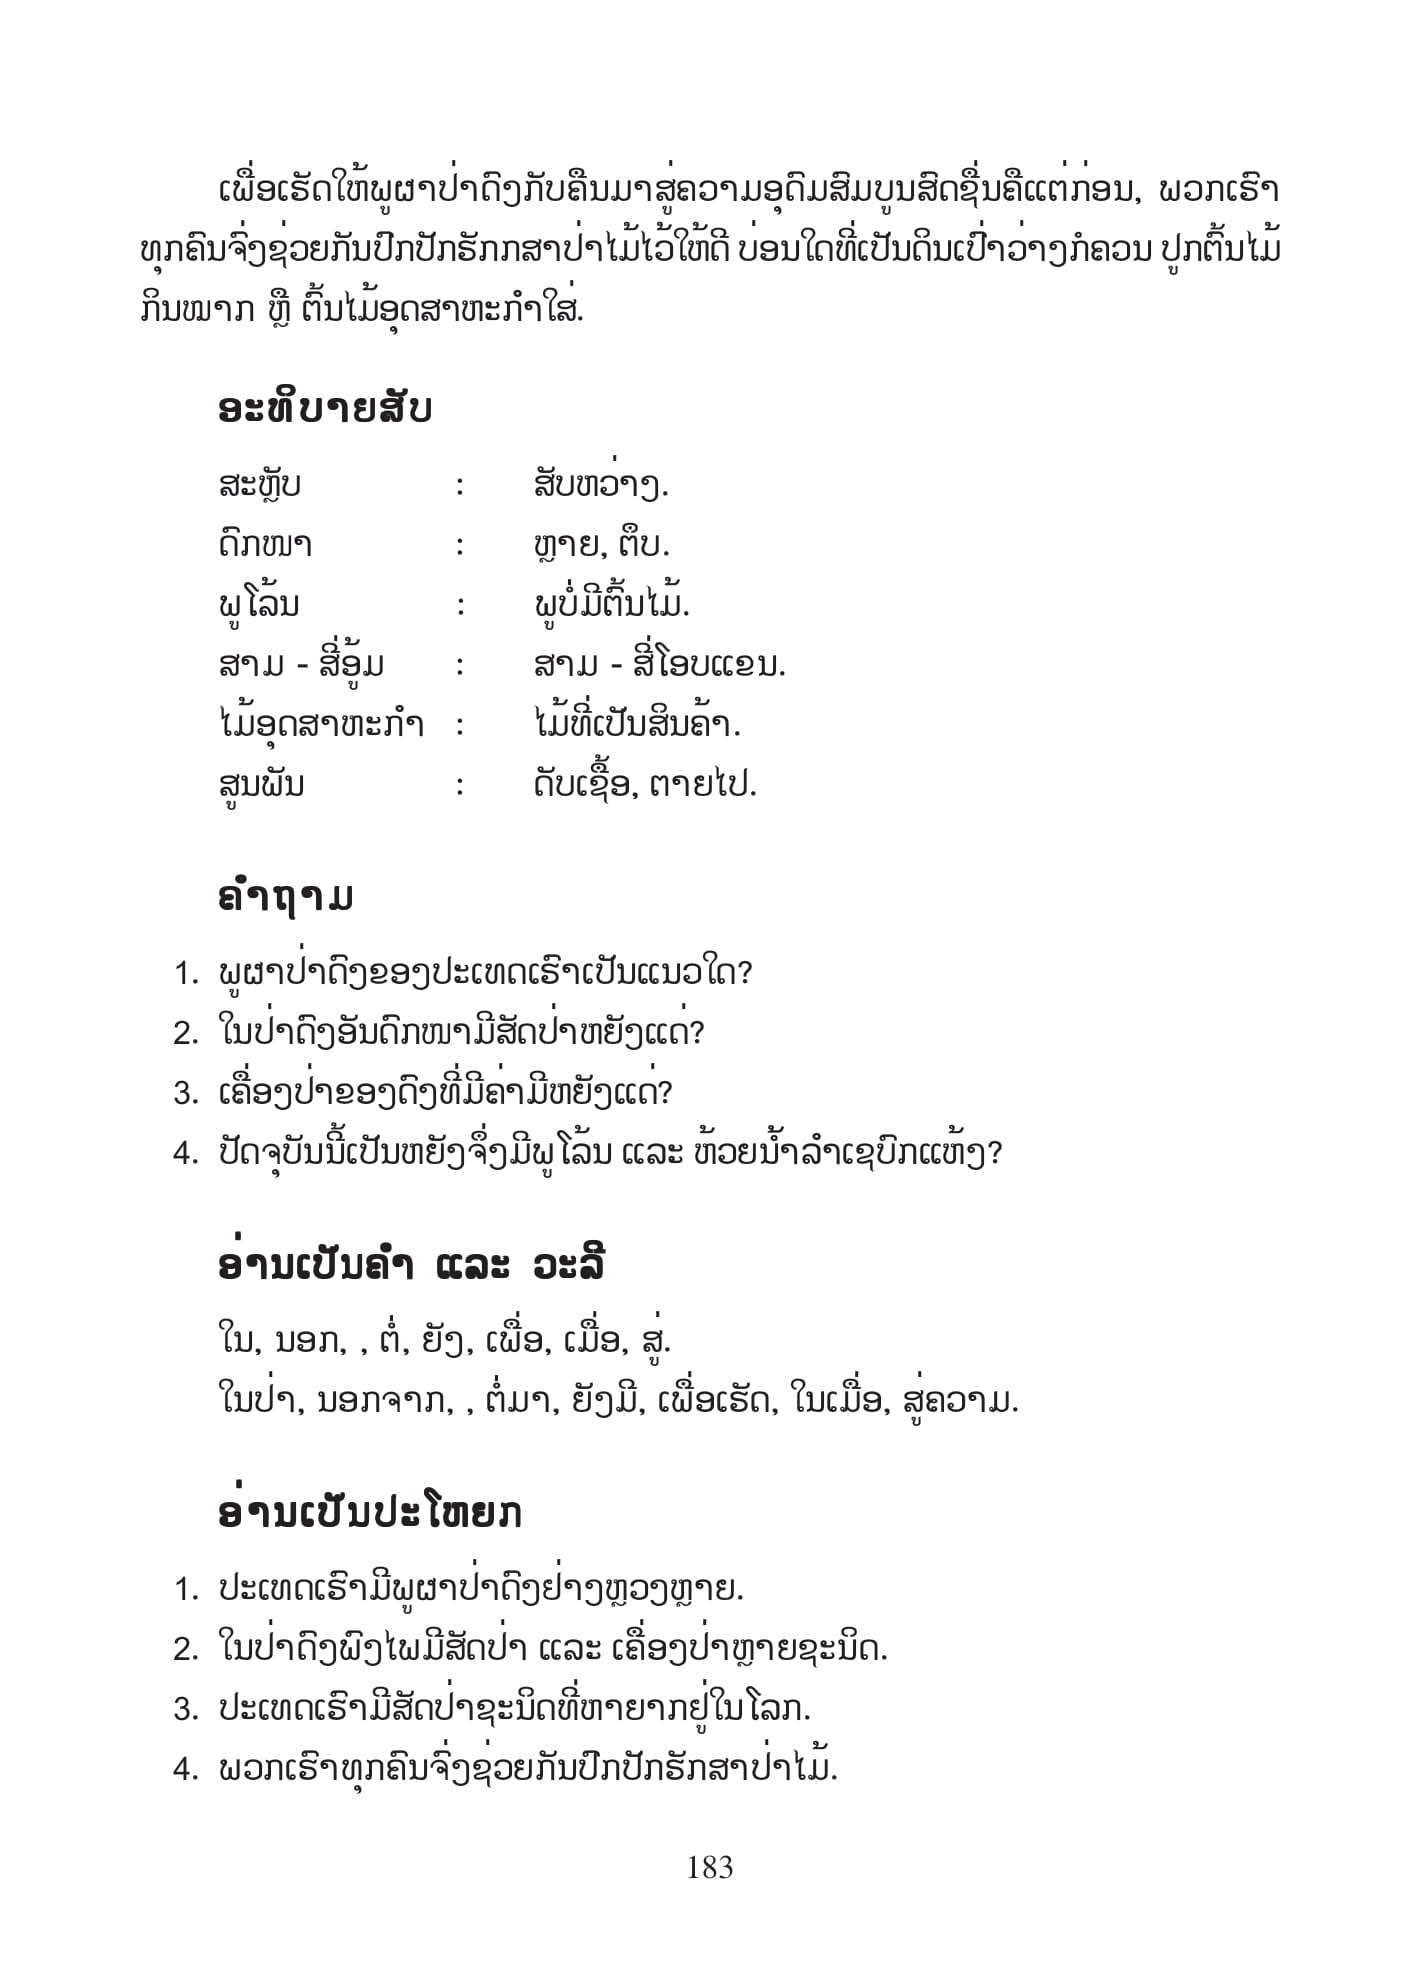 ເພື່ອເຮັດໃຫ້ພູຜາປ່າດົງກັບຄືນມາສູ່ຄວາມອຸດົມສົມບູນສົດຊື່ນຄືແຕ່ກ່ອນ, ພວກເຮົາ
ທຸກຄົນຈົ່ງຊ່ວຍກັນປົກປັກຮັກກສາປ່າໄມ້ໄວ້ໃຫ້ດີ ບ່ອນໃດທີ່ເປັນດິນເປົ່າວ່າງກໍຄວນ ປູກຕົ້ນໄມ້
ກິນໝາກ ຫຼື ຕົ້ນໄມ້ອຸດສາຫະກໍາໃສ່.
ອະທິບາຍສັບ
ສະຫຼັບ : ສັບຫວ່າງ.
ດົກໜາ : ຫຼາຍ, ຕຶບ.
ພູໂລ້ນ : ພູບໍ່ມີຕົ້ນໄມ້.
ສາມ - ສີ່ອູ້ມ : ສາມ - ສີ່ໂອບແຂນ.
ໄມ້ອຸດສາຫະກໍາ : ໄມ້ທີ່ເປັນສິນຄ້າ.
ສູນພັນ : ດັບເຊື້ອ, ຕາຍໄປ.
ຄໍາຖາມ
1. ພູຜາປ່າດົງຂອງປະເທດເຮົາເປັນແນວໃດ?
2. ໃນປ່າດົງອັນດົກໜາມີສັດປ່າຫຍັງແດ່?
3. ເຄື່ອງປ່າຂອງດົງທີ່ມີຄ່າມີຫຍັງແດ່?
4. ປັດຈຸບັນນີ້ເປັນຫຍັງຈຶ່ງມີພູໂລ້ນ ແລະ ຫ້ວຍນໍ້າລໍາເຊບົກແຫ້ງ?
ອ່ານເປັນຄໍາ ແລະ ວະລີ
ໃນ, ນອກ, , ຕໍ່, ຍັງ, ເພື່ອ, ເມື່ອ, ສູ່.
ໃນປ່າ, ນອກຈາກ, , ຕໍ່ມາ, ຍັງມີ, ເພື່ອເຮັດ, ໃນເມື່ອ, ສູ່ຄວາມ.
ອ່ານເປັນປະໂຫຍກ
1. ປະເທດເຮົາມີພູຜາປ່າດົງຢ່າງຫຼວງຫຼາຍ.
2. ໃນປ່າດົງພົງໄພມີສັດປ່າ ແລະ ເຄື່ອງປ່າຫຼາຍຊະນິດ.
3. ປະເທດເຮົາມີສັດປ່າຊະນິດທີ່ຫາຍາກຢູ່ໃນໂລກ.
4. ພວກເຮົາທຸກຄົນຈົ່ງຊ່ວຍກັນປົກປັກຮັກສາປ່າໄມ້.
183